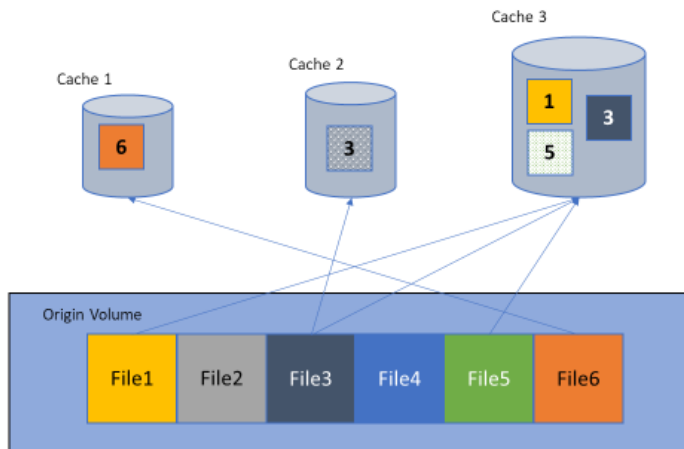 Cache 3
Cache 2
Cache 1
6
3
1
3
5
Origin Volume
File1 File2 File3 File4 File5 File6